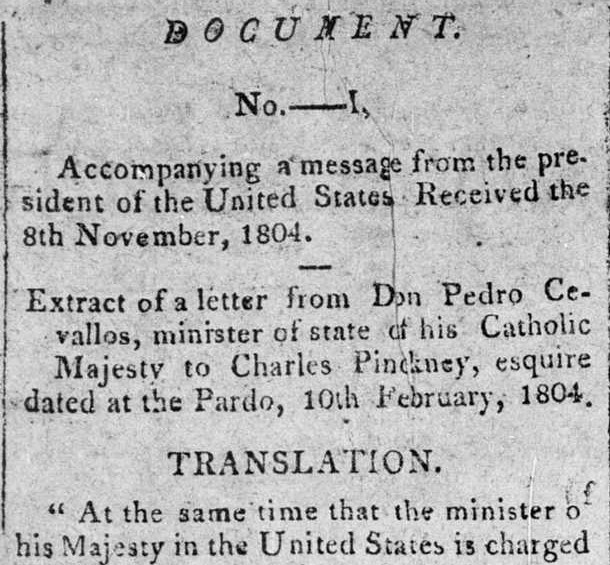 DOCUMENT.
No.——I,
Accompanying a message from the pre-
sident of the United States Received the
8th November, 1804.
Extract of a letter from Don Pedro Ce-
vallos, minister of state of his Catholic
Majesty to Charles Pinckney, esquire
dated at the Pardo, 10th February, 1804.
TRANSLATION.
“ At the same time that the minister of
his Majesty in the United States is charged